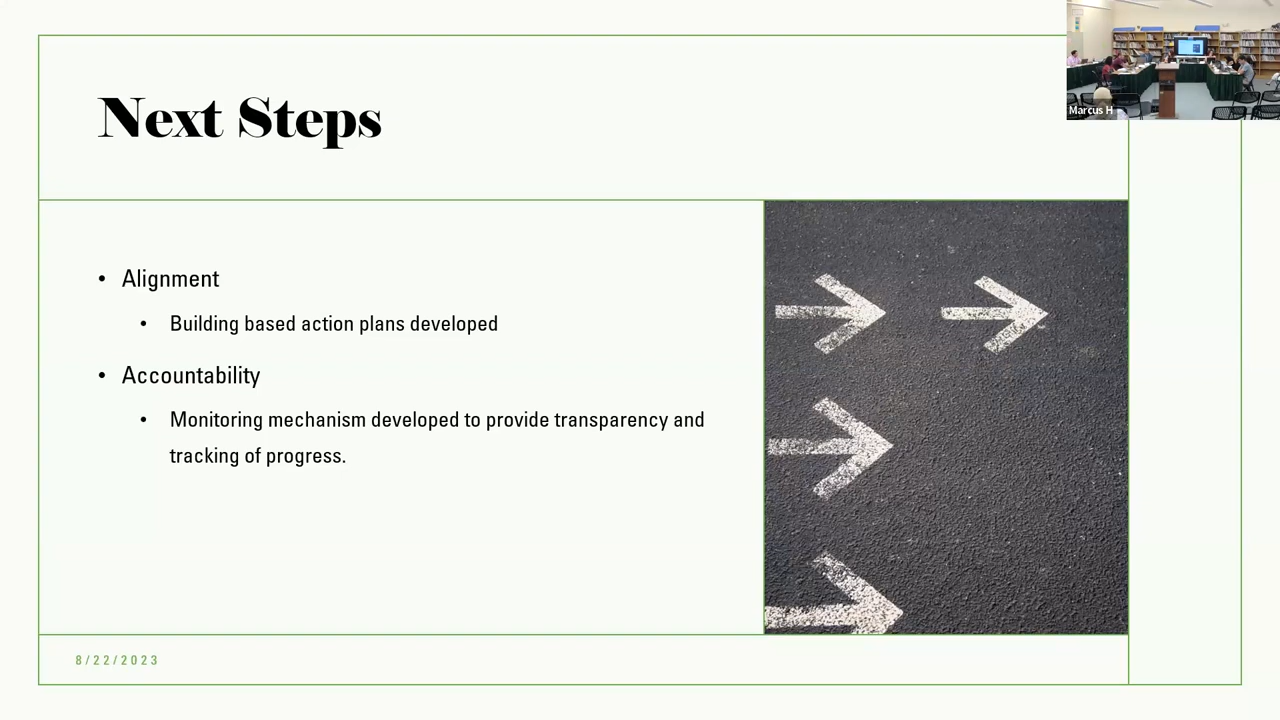 Marcus H
Next Steps
• Alignment
• Building based action plans developed
• Accountability
• Monitoring mechanism developed to provide transparency and
tracking of progress.
8/22/2023